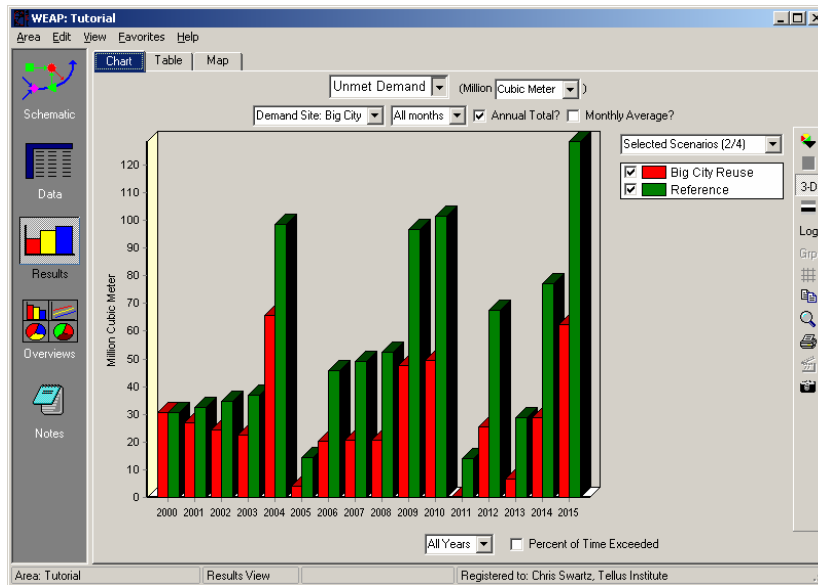 WEAP: Tutorial
Area Edit View Favorites Help
Chart Table Map
Unmet Demand (Million Cubic Meter )
Demand Site: Big City All months Annual Total? Monthly Average?
Selected Scenarios (2/4)
Big City Reuse
Reference
Schematic
Data
Results
Overviews
Notes
3-D
Log
Grp
Million Cubic Meter
120
110
100
90
80
70
60
50
40
30
20
10
0
2000 2001 2002 2003 2004 2005 2006 2007 2008 2009 2010 2011 2012 2013 2014 2015
All Years Percent of Time Exceeded
Area: Tutorial Results View Registered to: Chris Swartz, Tellus Institute